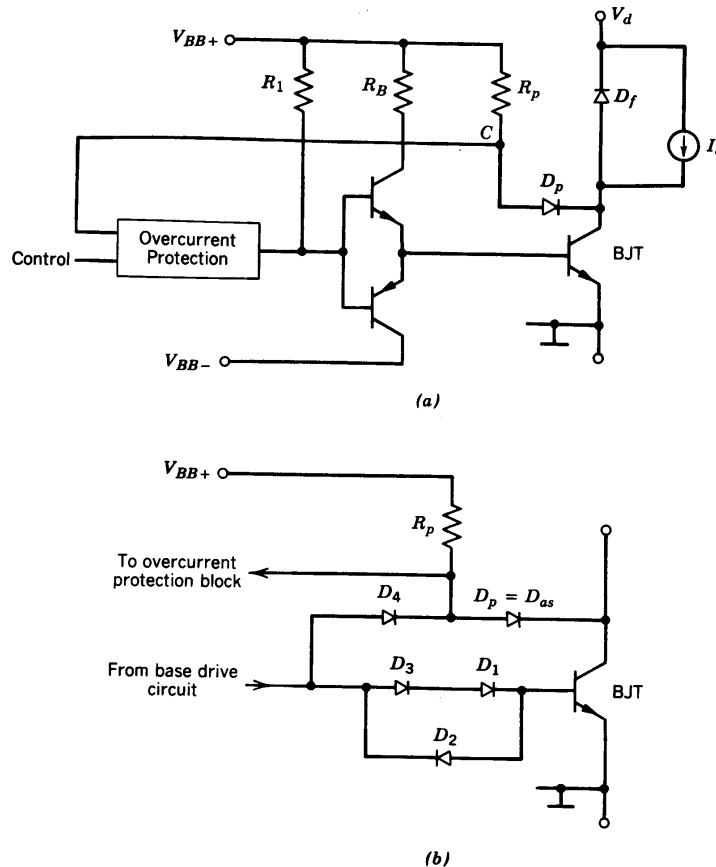 V_d
V_BB+
R_1
R_B
R_p
D_f
C
D_p
Overcurrent
Protection
Control
BJT
V_BB-
(a)
V_BB+
R_p
To overcurrent
protection block
D_4
D_p = D_as
From base drive
circuit
D_3
D_1
BJT
D_2
(b)